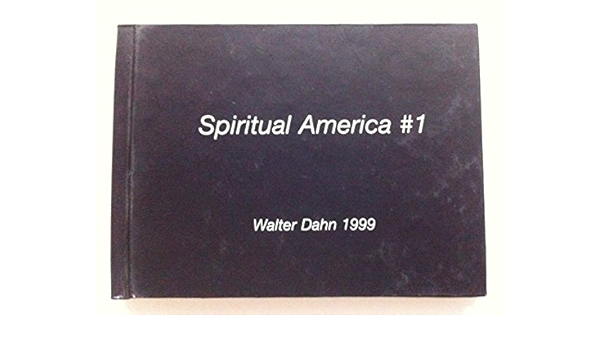 Spiritual America #1
Walter Dahn 1999